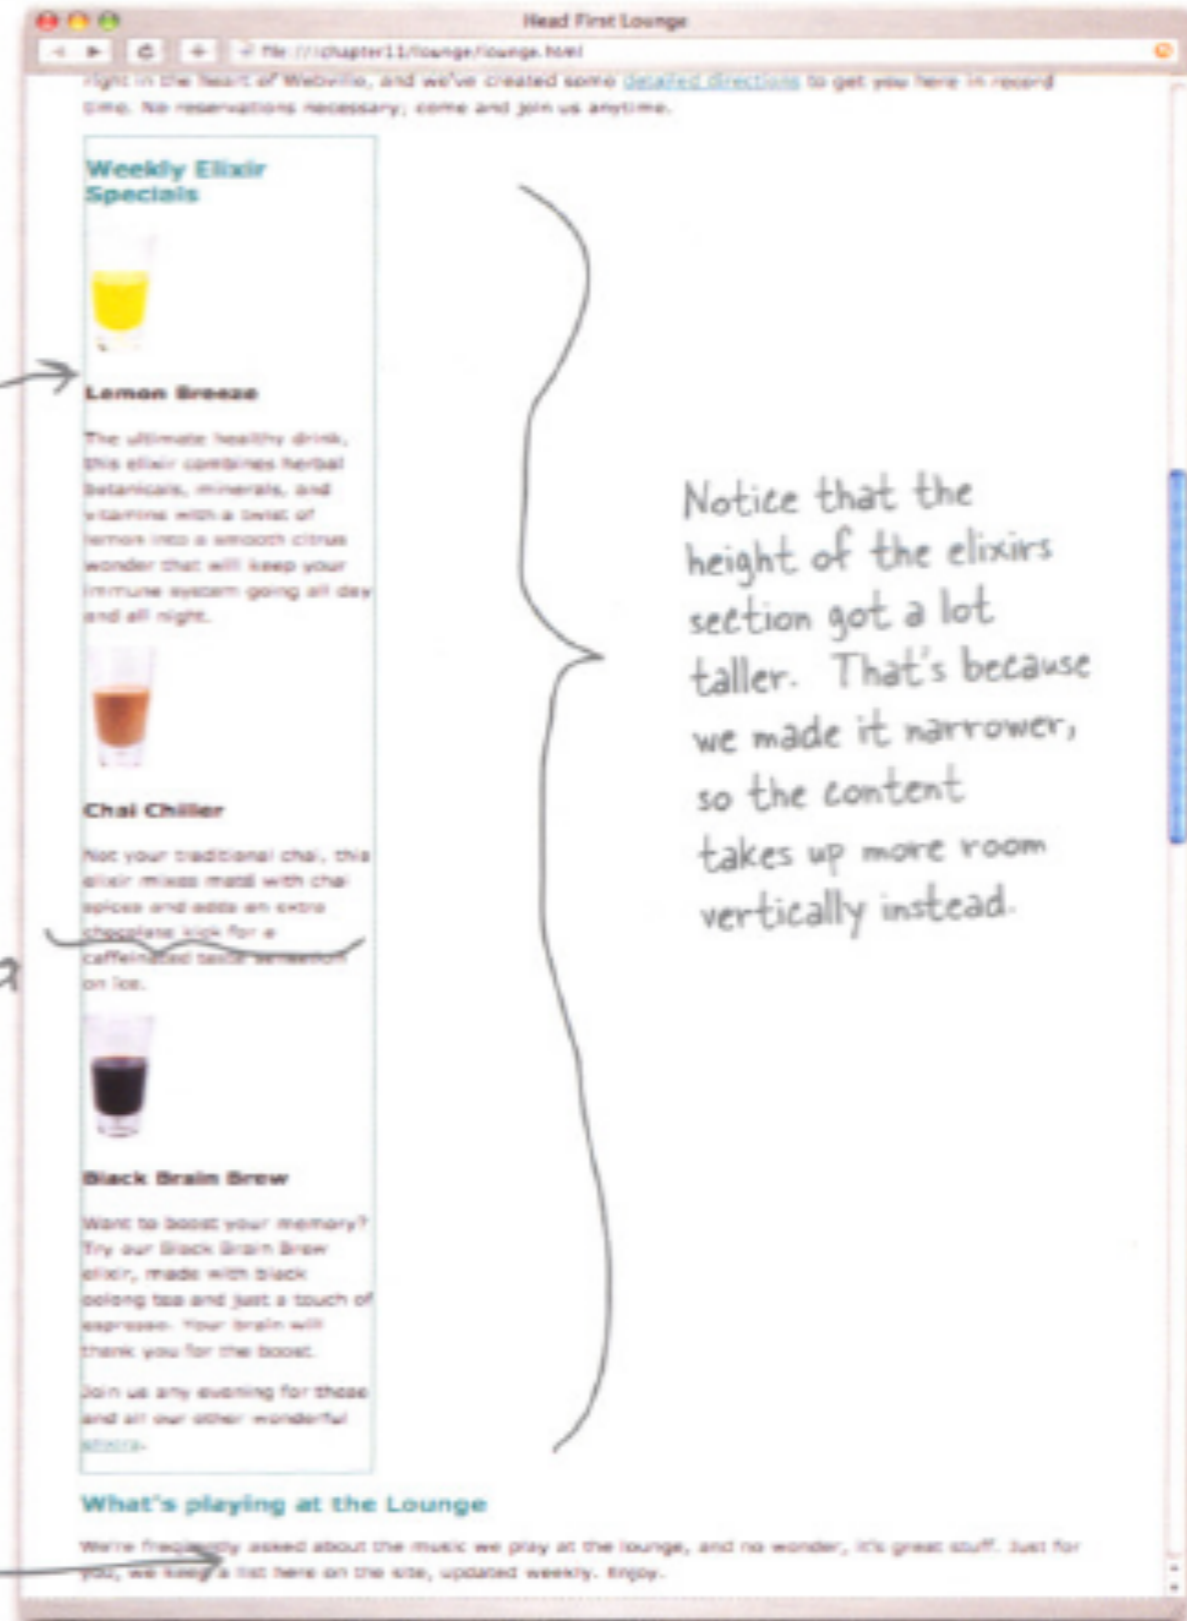 Head First Lounge
file:///chapter11/lounge/lounge.html
right in the heart of Webville, and we've created some detailed directions to get you here in record
time. No reservations necessary; come and join us anytime.
Weekly Elixir
Specials
Lemon Breeze
The ultimate healthy drink,
this elixir combines herbal
botanicals, minerals, and
vitamins with a twist of
lemon into a smooth citrus
wonder that will keep your
immune system going all day
and all night.
Chai Chiller
Not your traditional chai, this
elixir mixes maté with chai
spices and adds an extra
chocolate kick for a
caffeinated taste sensation
on ice.
Black Brain Brew
Want to boost your memory?
Try our Black Brain Brew
elixir, made with black
oolong tea and just a touch of
espresso. Your brain will
thank you for the boost.
Join us any evening for these
and all our other wonderful
elixirs.
What's playing at the Lounge
We're frequently asked about the music we play at the lounge, and no wonder, it's great stuff. Just for
you, we keep a list here on the site, updated weekly. Enjoy.
Notice that the
height of the elixirs
section got a lot
taller. That's because
we made it narrower,
so the content
takes up more room
vertically instead.
a